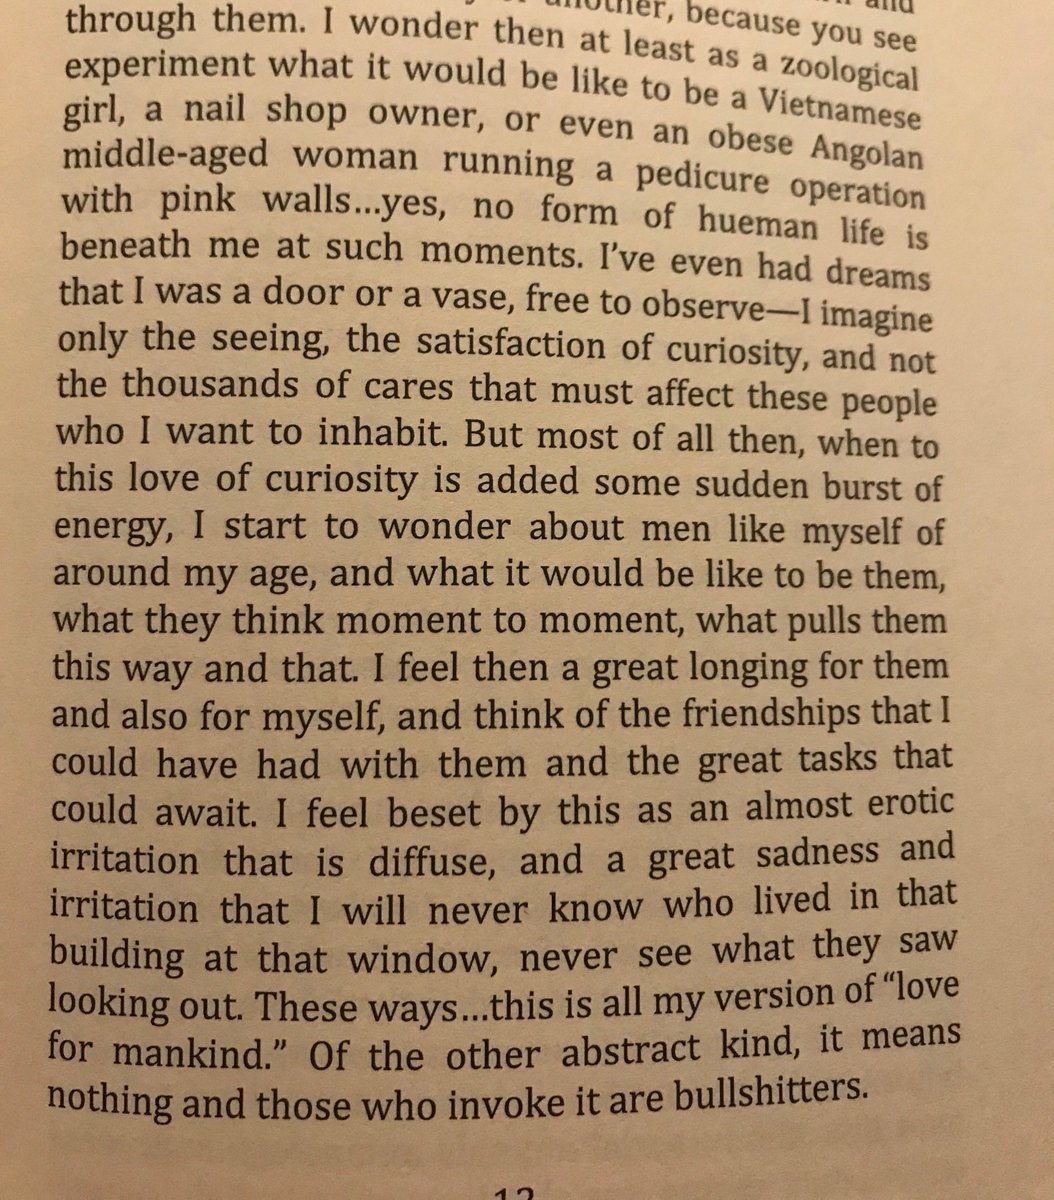 another, because you see
through them. I wonder then at least as a zoological
experiment what it would be like to be a Vietnamese
girl, a nail shop owner, or even an obese Angolan
middle-aged woman running a pedicure operation
with pink walls...yes, no form of hueman life is
beneath me at such moments. I've even had dreams
that I was a door or a vase, free to observe—I imagine
only the seeing, the satisfaction of curiosity, and not
the thousands of cares that must affect these people
who I want to inhabit. But most of all then, when to
this love of curiosity is added some sudden burst of
energy, I start to wonder about men like myself of
around my age, and what it would be like to be them,
what they think moment to moment, what pulls them
this way and that. I feel then a great longing for them
and also for myself, and think of the friendships that I
could have had with them and the great tasks that
could await. I feel beset by this as an almost erotic
irritation that is diffuse, and a great sadness and
irritation that I will never know who lived in that
building at that window, never see what they saw
looking out. These ways...this is all my version of “love
for mankind.” Of the other abstract kind, it means
nothing and those who invoke it are bullshitters.